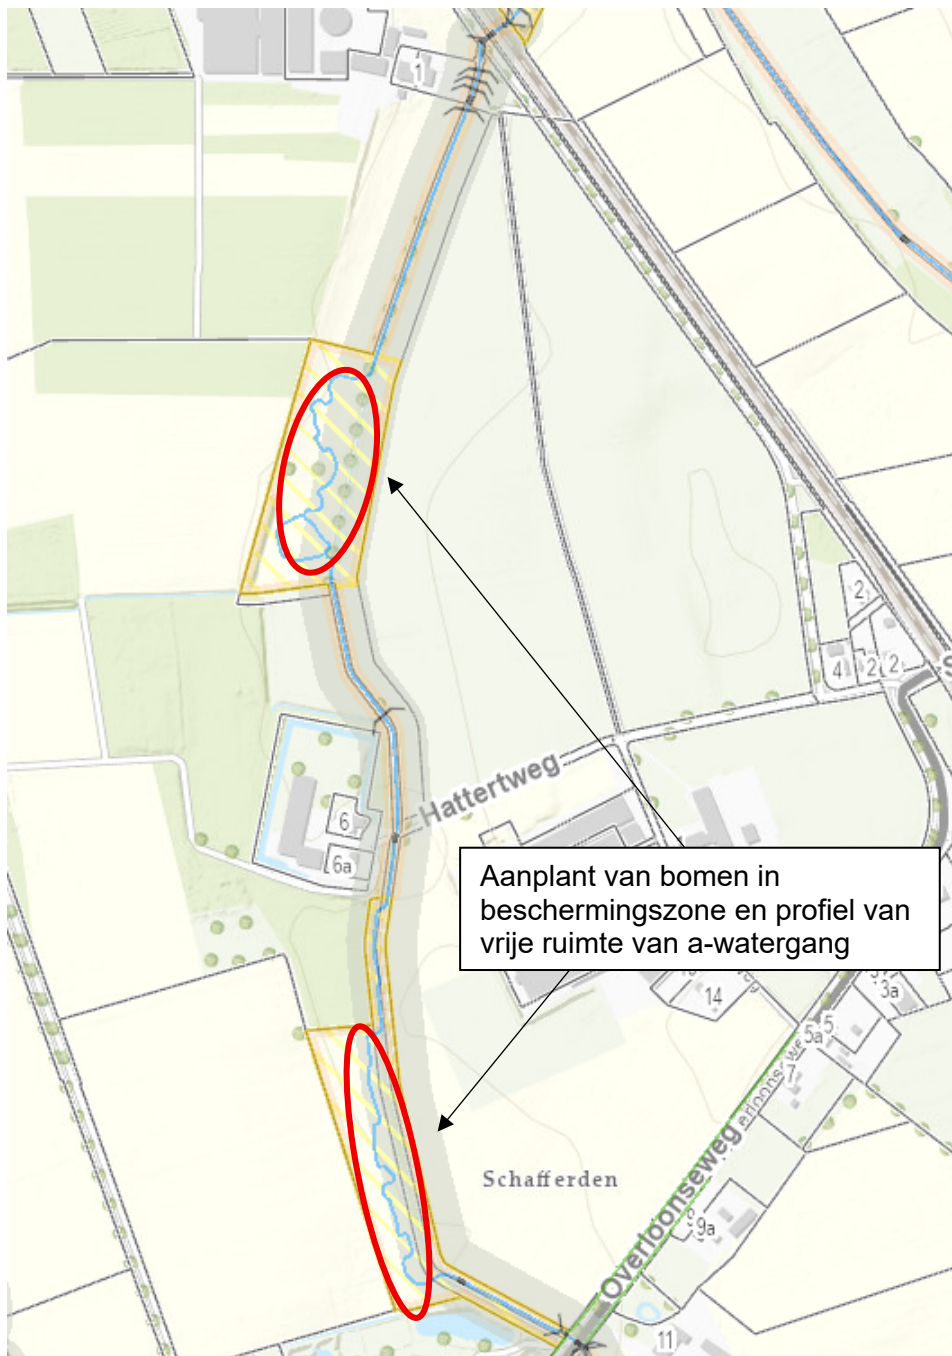 1
2
4
2
2
S
Hattertweg
6
6a
Aanplant van bomen in
beschermingszone en profiel van
vrije ruimte van a-watergang
14
3a
5
5a
7
Overloonseweg
Schafferden
9a
11